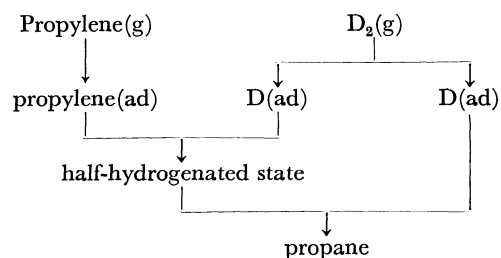 Propylene(g) D₂(g)
propylene(ad) D(ad) D(ad)
half-hydrogenated state
propane